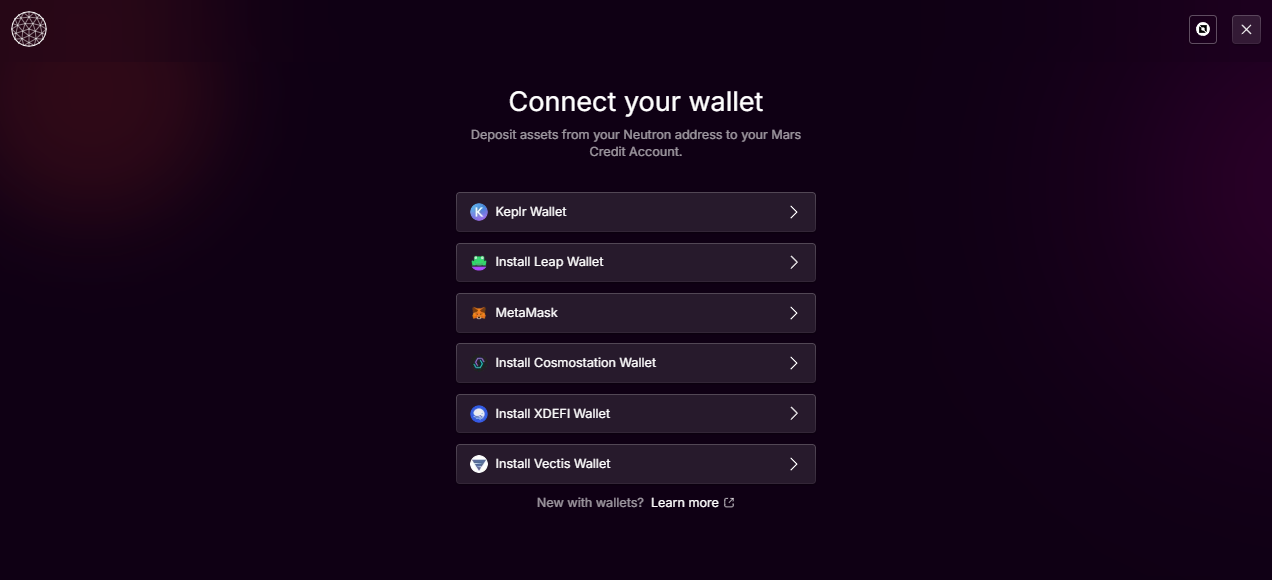 Connect your wallet
Deposit assets from your Neutron address to your Mars
Credit Account.
Keplr Wallet
Install Leap Wallet
MetaMask
Install Cosmostation Wallet
Install XDEFI Wallet
Install Vectis Wallet
New with wallets? Learn more